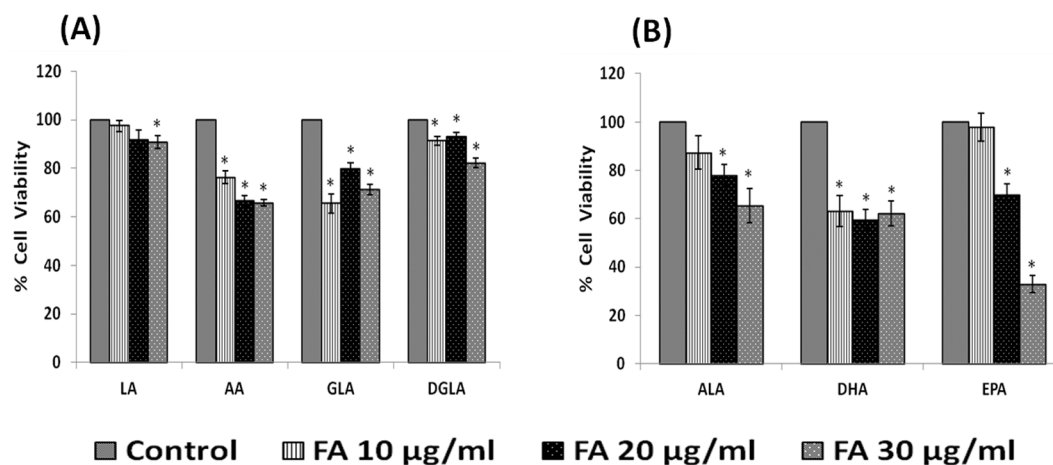 (A)
% Cell Viability
120
100
80
60
40
20
0
* * * * * * * * * *
LA AA GLA DGLA
(B)
% Cell Viability
120
100
80
60
40
20
0
* * * * * * *
ALA DHA EPA
Control FA 10 µg/ml FA 20 µg/ml FA 30 µg/ml